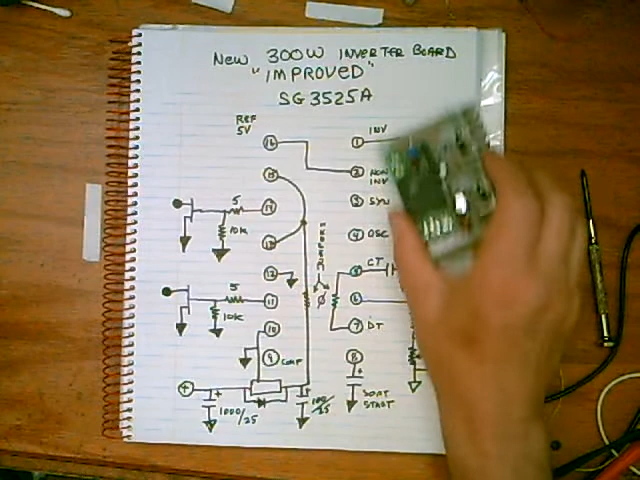 NEW 300W INVERTER BOARD
"IMPROVED"
SG3525A
REF
5V
16
1
INV
15
2
NON
INV
5
14
3
SYN
10K
13
4
OSC
JUMPERS
12
CT
5
5
11
6
10K
10
7
DT
9
COMP
8
+
+
1000/25
+
100/25
+
SOFT
START